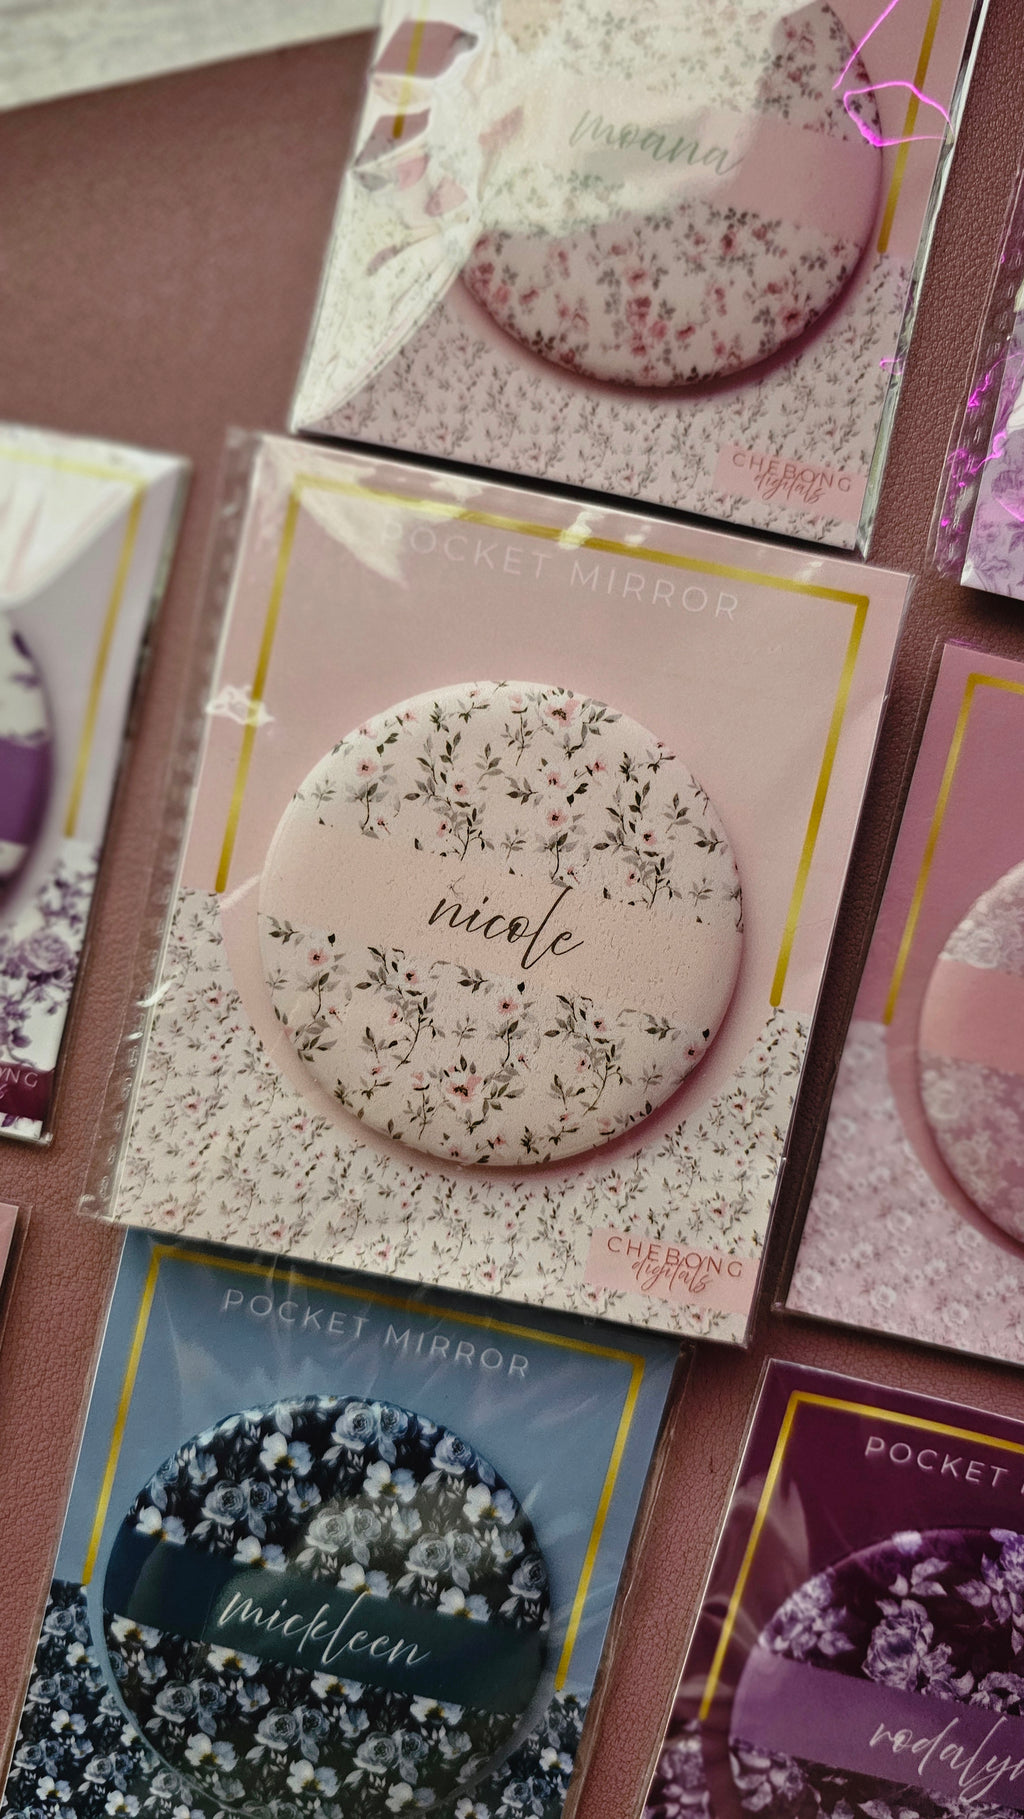 moana
CHEBONG
digitals
POCKET MIRROR
nicole
CHEBONG
digitals
POCKET MIRROR
mickleen
POCKET